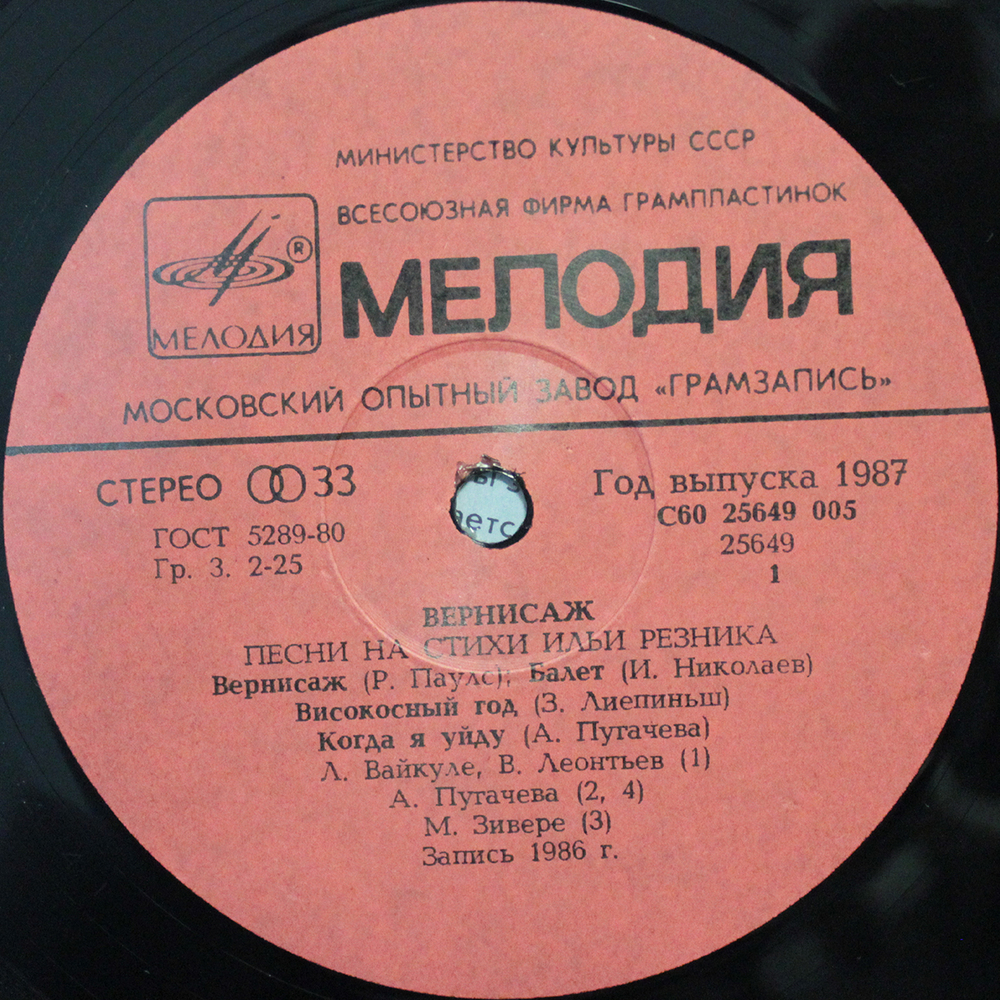 МИНИСТЕРСТВО КУЛЬТУРЫ СССР
ВСЕСОЮЗНАЯ ФИРМА ГРАМПЛАСТИНОК
МЕЛОДИЯ
®
МЕЛОДИЯ
МОСКОВСКИЙ ОПЫТНЫЙ ЗАВОД «ГРАМЗАПИСЬ»
СТЕРЕО 33
ГОСТ 5289-80
Гр. 3. 2-25
Год выпуска 1987
С60 25649 005
25649
1
ВЕРНИСАЖ
ПЕСНИ НА СТИХИ ИЛЬИ РЕЗНИКА
Вернисаж (Р. Паулс); Балет (И. Николаев)
Високосный год (З. Лиепиньш)
Когда я уйду (А. Пугачева)
Л. Вайкуле, В. Леонтьев (1)
А. Пугачева (2, 4)
М. Зивере (3)
Запись 1986 г.